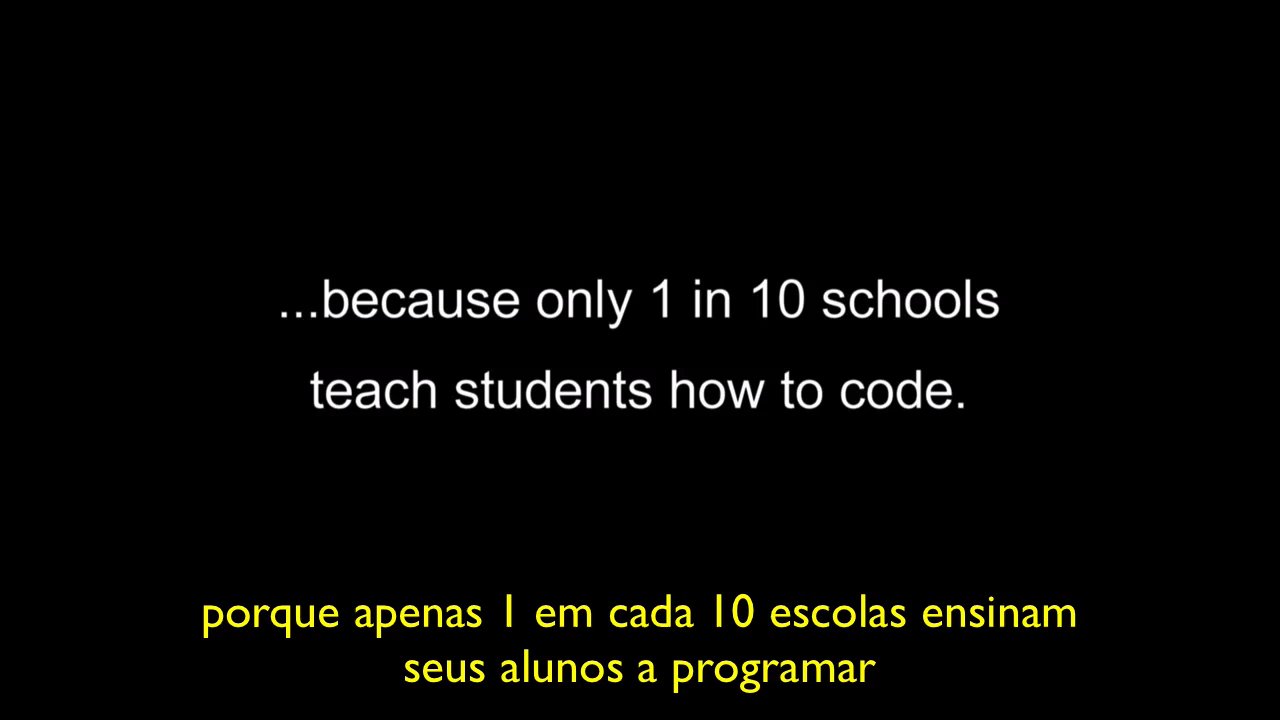 ...because only 1 in 10 schools
teach students how to code.
porque apenas 1 em cada 10 escolas ensinam
seus alunos a programar